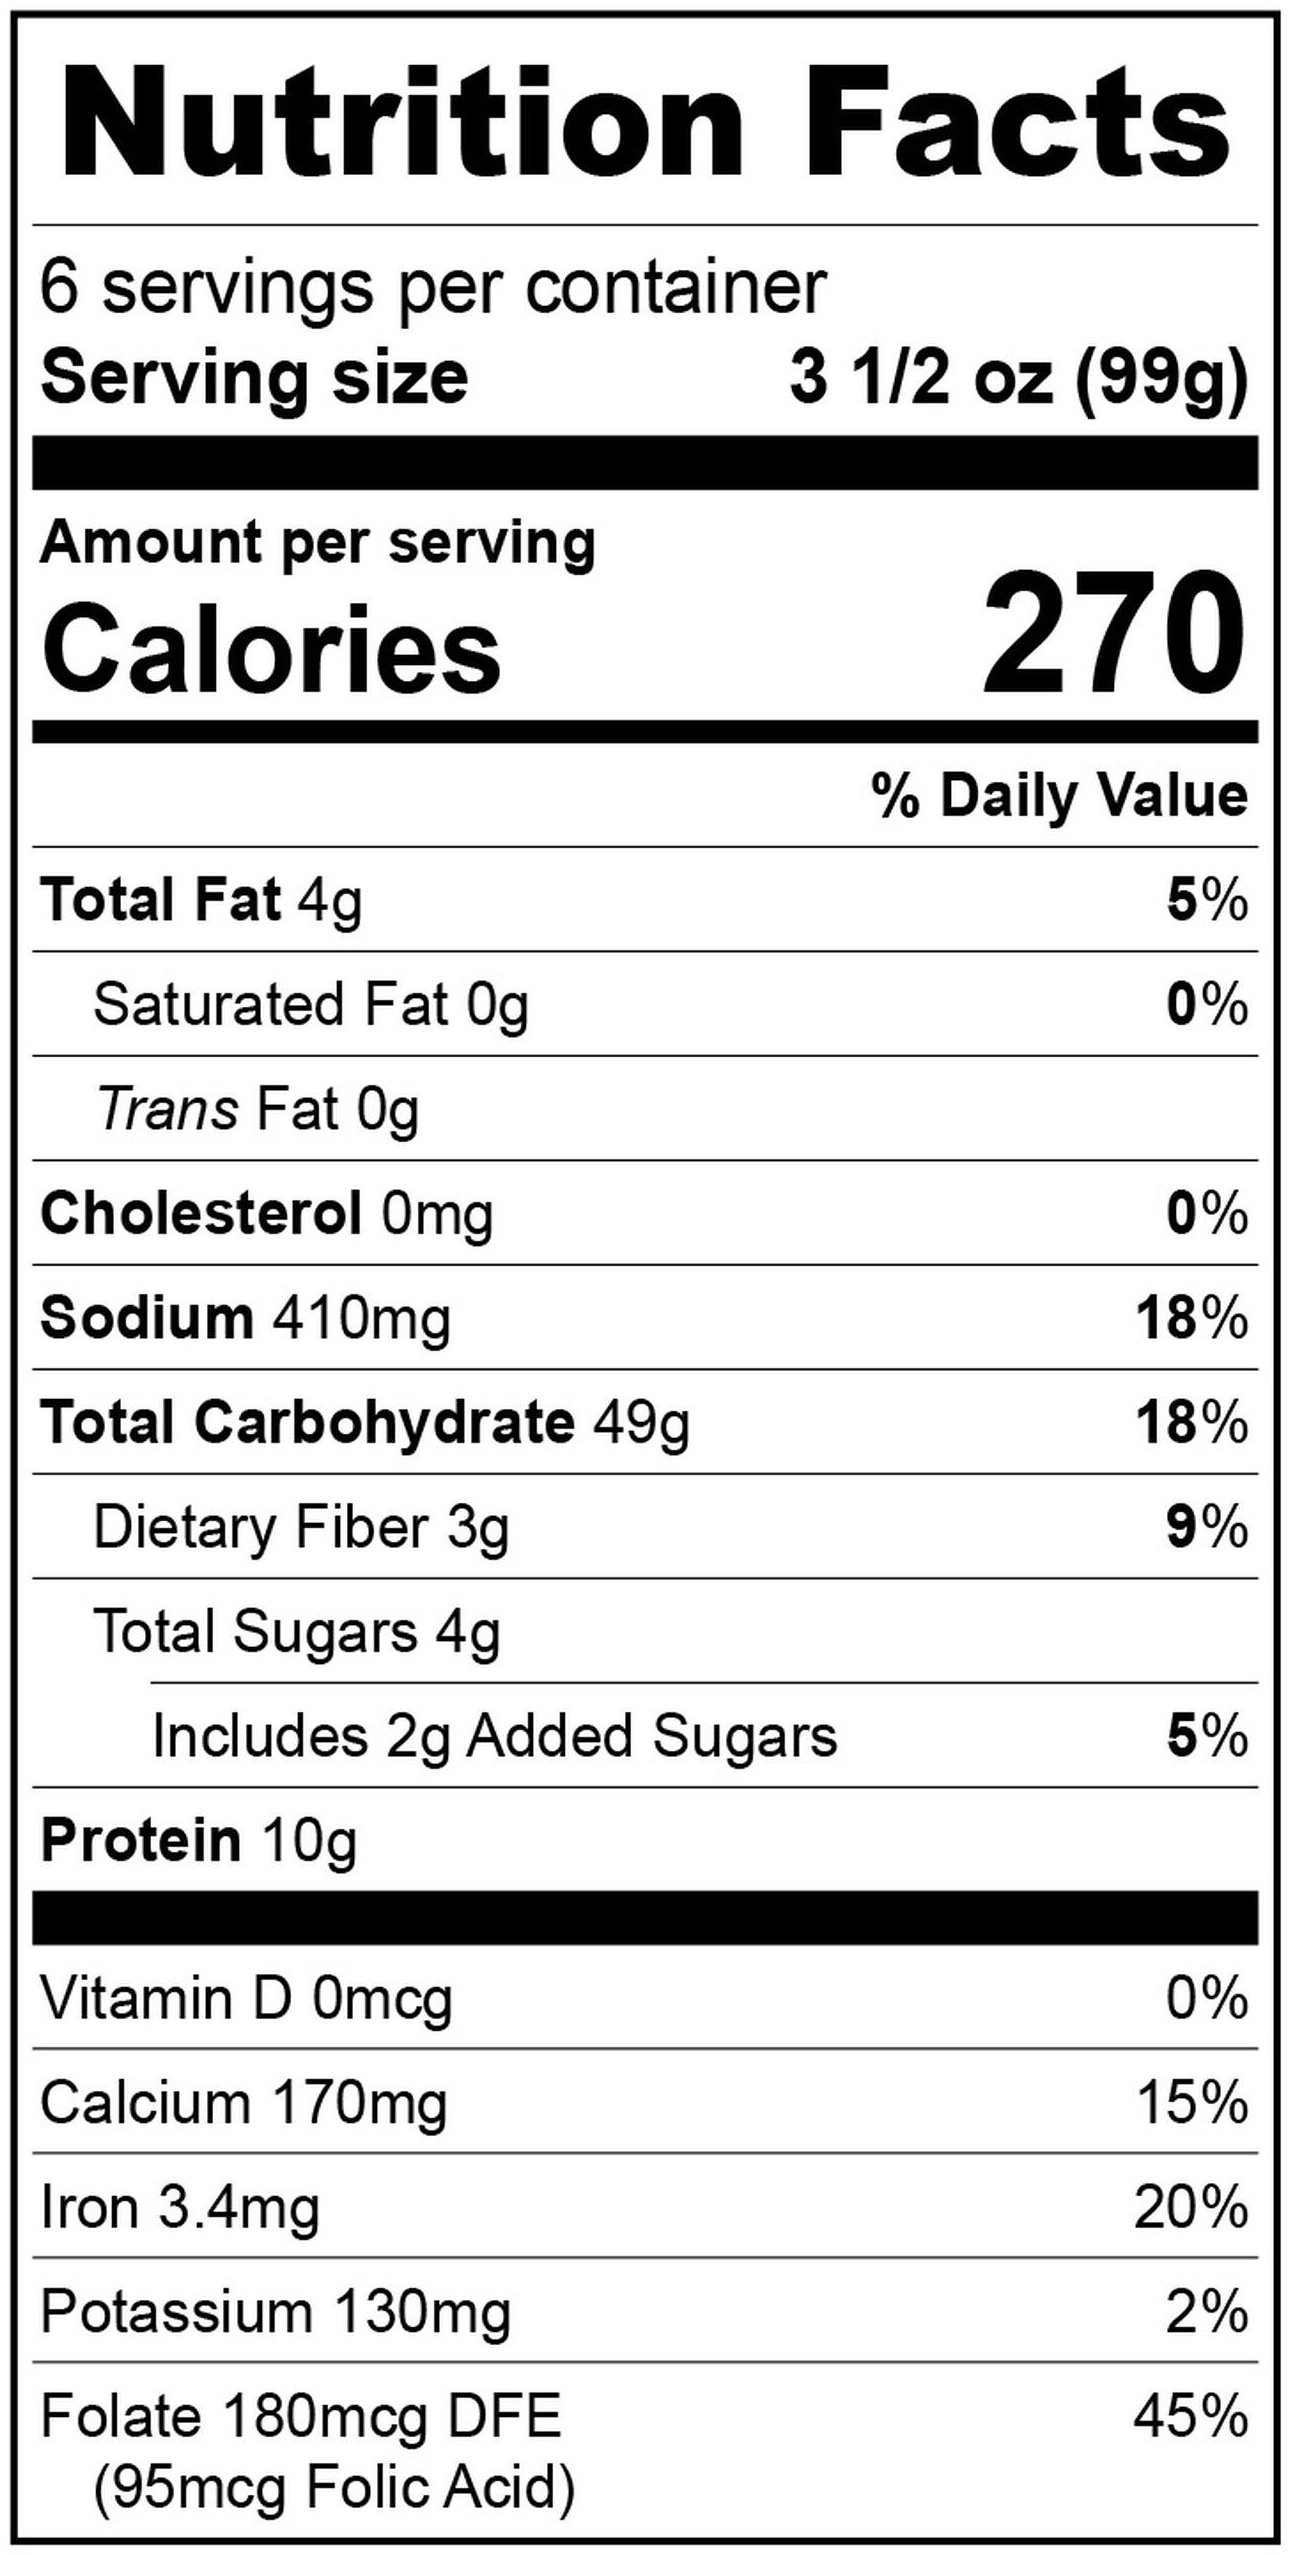 Nutrition Facts
6 servings per container
Serving size 3 1/2 oz (99g)
Amount per serving
Calories 270
% Daily Value
Total Fat 4g 5%
Saturated Fat 0g 0%
Trans Fat 0g
Cholesterol 0mg 0%
Sodium 410mg 18%
Total Carbohydrate 49g 18%
Dietary Fiber 3g 9%
Total Sugars 4g
Includes 2g Added Sugars 5%
Protein 10g
Vitamin D 0mcg 0%
Calcium 170mg 15%
Iron 3.4mg 20%
Potassium 130mg 2%
Folate 180mcg DFE 45%
(95mcg Folic Acid)